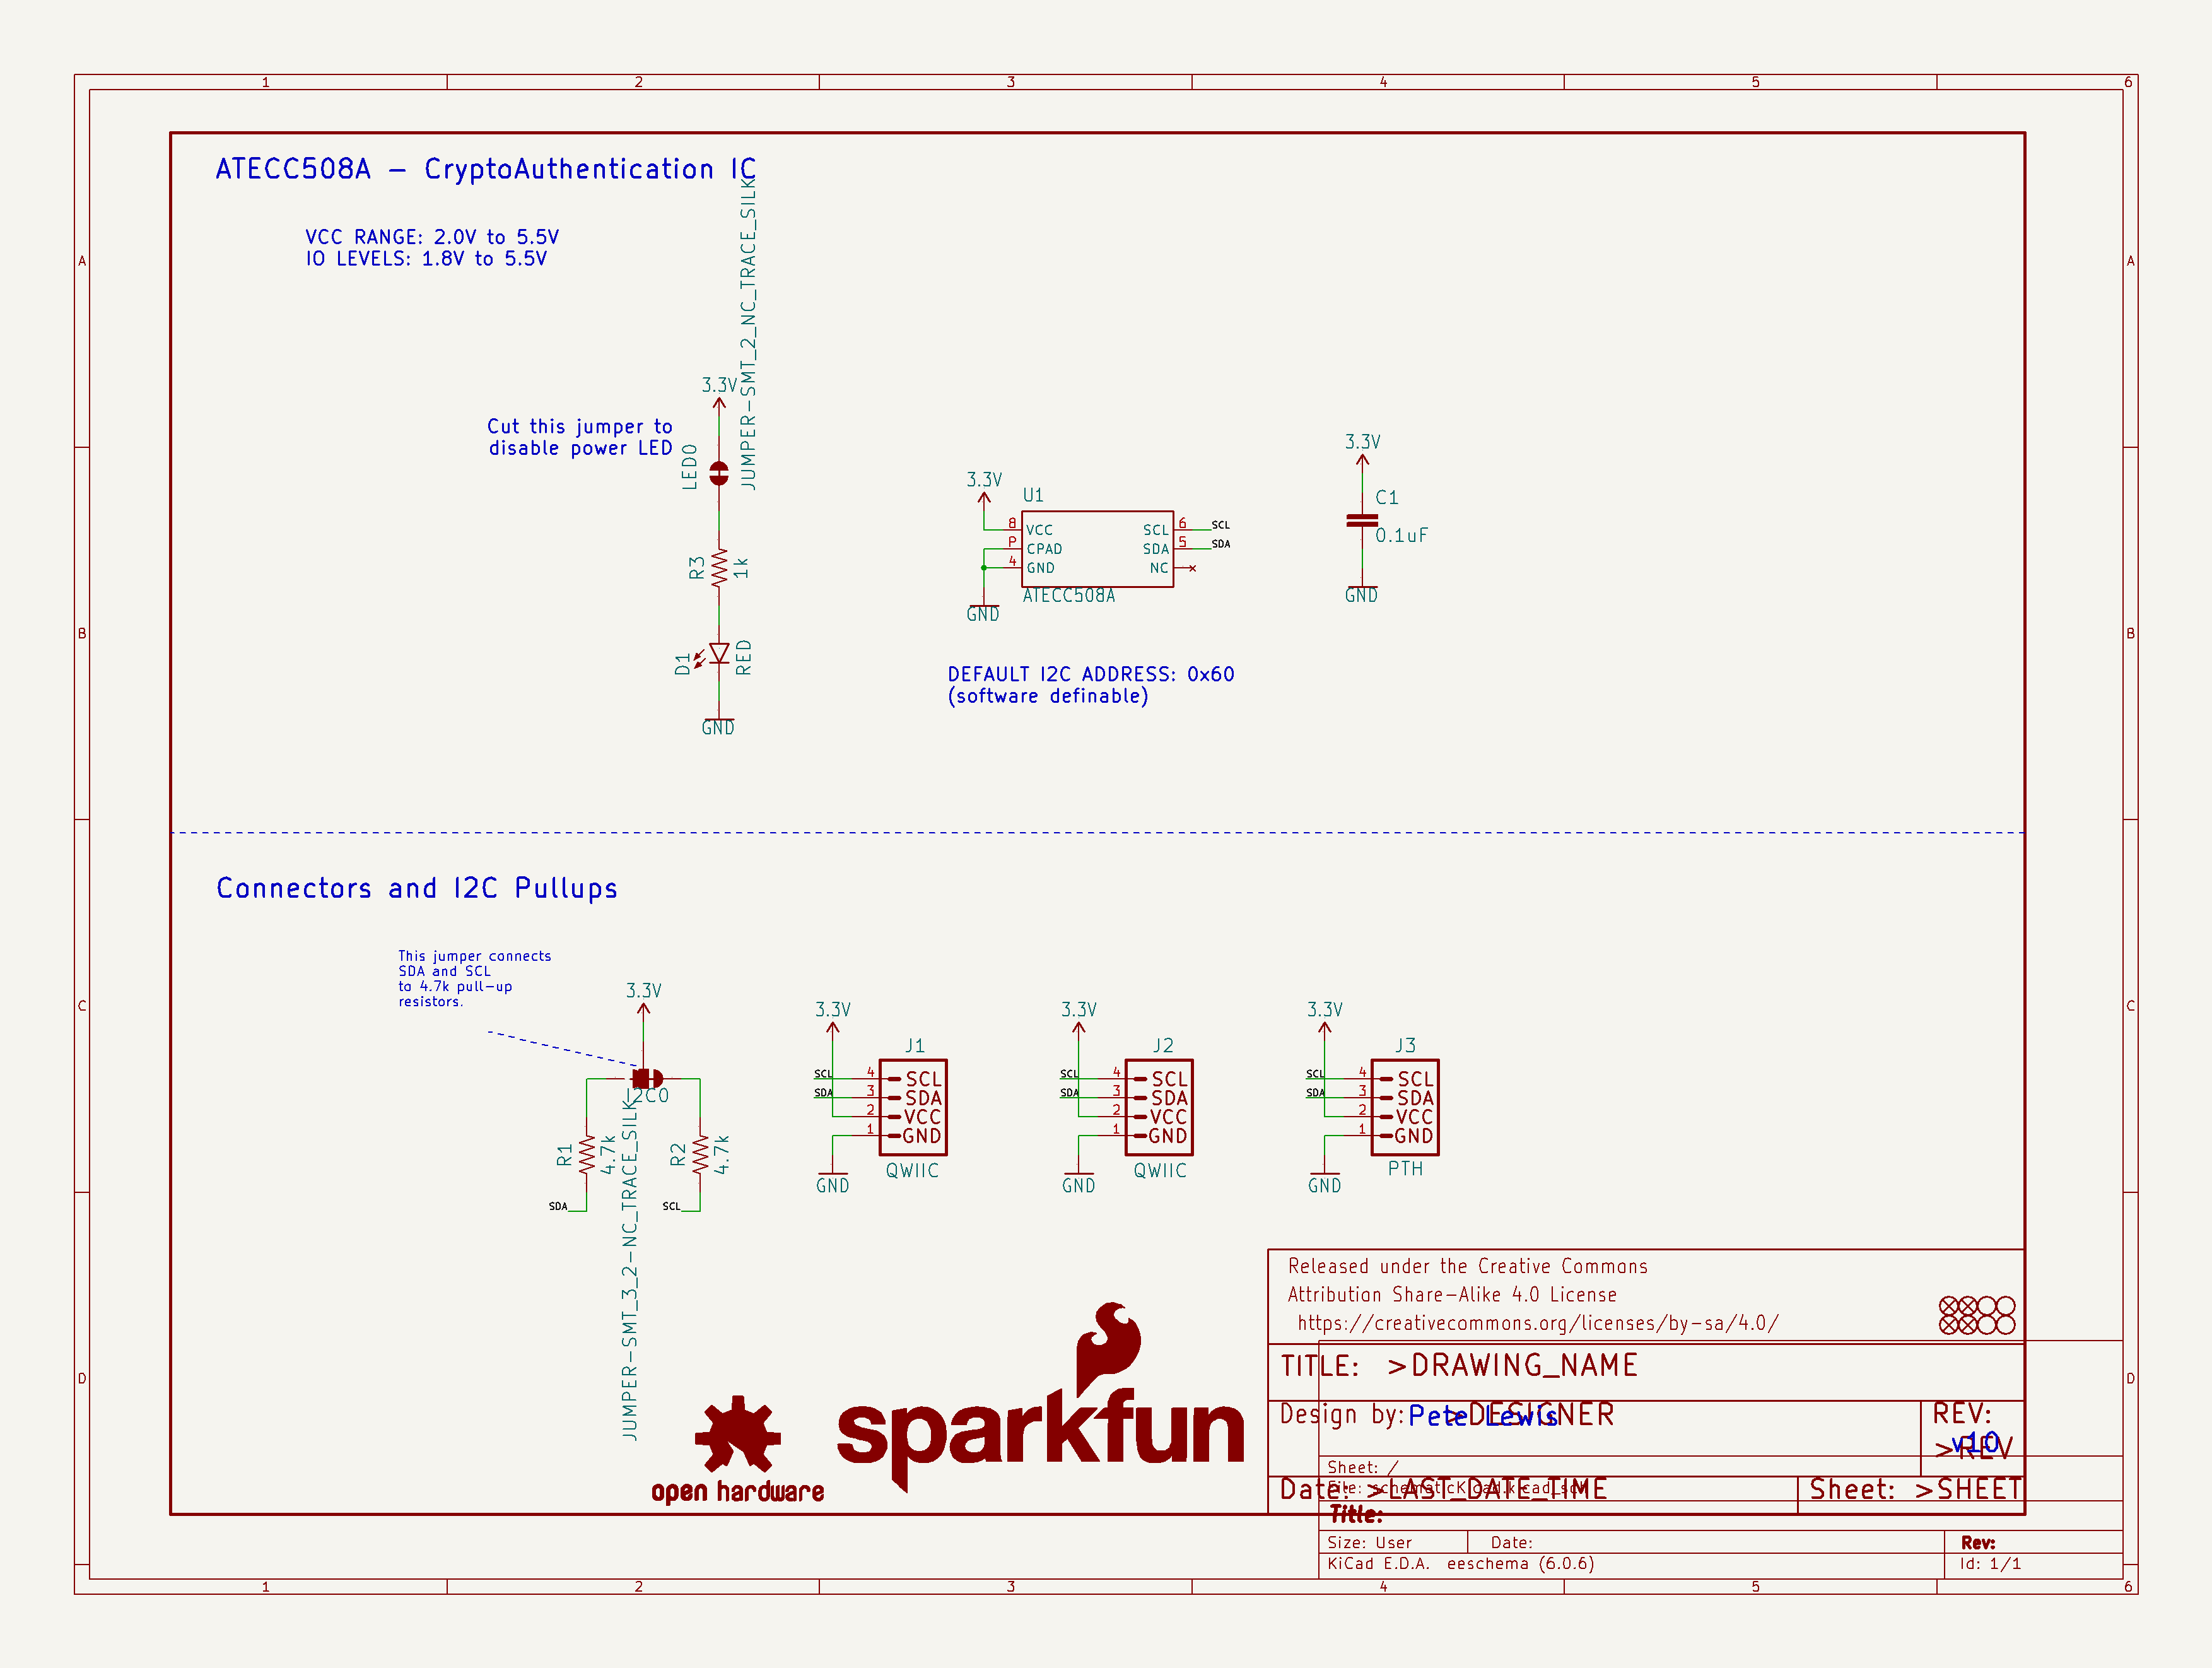 1 2 3 4 5 6
A
B
C
D
A
B
C
D
ATECC508A – CryptoAuthentication IC
VCC RANGE: 2.0V to 5.5V
IO LEVELS: 1.8V to 5.5V
JUMPER-SMT_2_NC_TRACE_SILK
3.3V
Cut this jumper to
disable power LED
LED0
R3
1k
D1
RED
GND
3.3V
U1
8 VCC
P CPAD
4 GND
SCL 6 SCL
SDA 5 SDA
NC
ATECC508A
GND
DEFAULT I2C ADDRESS: 0x60
(software definable)
3.3V
C1
0.1uF
GND
Connectors and I2C Pullups
This jumper connects
SDA and SCL
to 4.7k pull-up
resistors.
3.3V
I2C0
JUMPER-SMT_3_2-NC_TRACE_SILK
R1
4.7k
R2
4.7k
SDA
SCL
3.3V
J1
SCL 4 SCL
SDA 3 SDA
2 VCC
1 GND
QWIIC
GND
3.3V
J2
SCL 4 SCL
SDA 3 SDA
2 VCC
1 GND
QWIIC
GND
3.3V
J3
SCL 4 SCL
SDA 3 SDA
2 VCC
1 GND
PTH
GND
open hardware
sparkfun
Released under the Creative Commons
Attribution Share-Alike 4.0 License
https://creativecommons.org/licenses/by-sa/4.0/
TITLE: >DRAWING_NAME
Design by: >DESIGNER
Pete Lewis
REV:
>REV
v10
Date: >LAST_DATE_TIME
Sheet: >SHEET
Sheet: /
File:
Title:
Size: User
Date:
Rev:
KiCad E.D.A. eeschema (6.0.6)
Id: 1/1
1 2 3 4 5 6